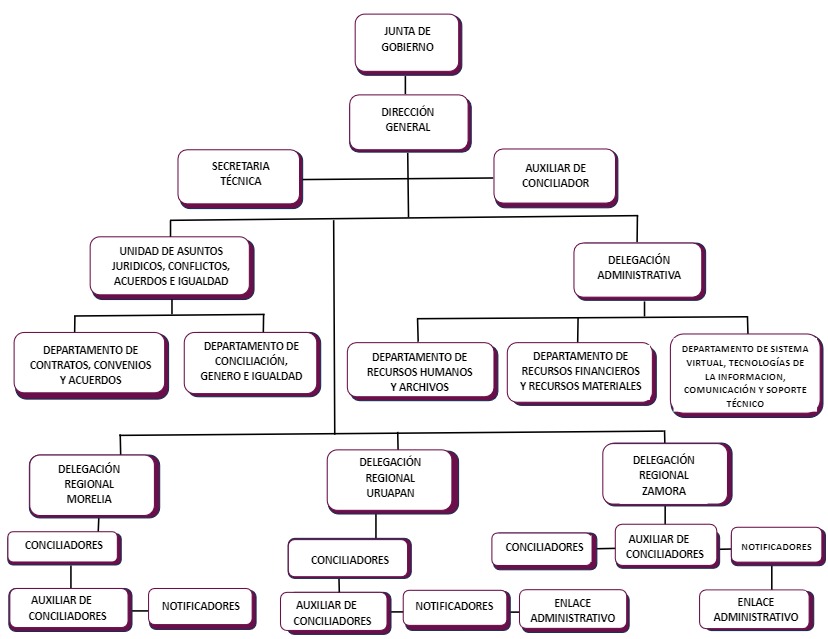 JUNTA DE
GOBIERNO
DIRECCIÓN
GENERAL
SECRETARIA
TÉCNICA
AUXILIAR DE
CONCILIADOR
UNIDAD DE ASUNTOS
JURIDICOS, CONFLICTOS,
ACUERDOS E IGUALDAD
DELEGACIÓN
ADMINISTRATIVA
DEPARTAMENTO DE
CONTRATOS, CONVENIOS
Y ACUERDOS
DEPARTAMENTO DE
CONCILIACIÓN,
GENERO E IGUALDAD
DEPARTAMENTO DE
RECURSOS HUMANOS
Y ARCHIVOS
DEPARTAMENTO DE
RECURSOS FINANCIEROS
Y RECURSOS MATERIALES
DEPARTAMENTO DE SISTEMA
VIRTUAL, TECNOLOGÍAS DE
LA INFORMACION,
COMUNICACIÓN Y SOPORTE
TÉCNICO
DELEGACIÓN
REGIONAL
MORELIA
CONCILIADORES
AUXILIAR DE
CONCILIADORES
NOTIFICADORES
DELEGACIÓN
REGIONAL
URUAPAN
CONCILIADORES
AUXILIAR DE
CONCILIADORES
NOTIFICADORES
ENLACE
ADMINISTRATIVO
DELEGACIÓN
REGIONAL
ZAMORA
CONCILIADORES
AUXILIAR DE
CONCILIADORES
NOTIFICADORES
ENLACE
ADMINISTRATIVO